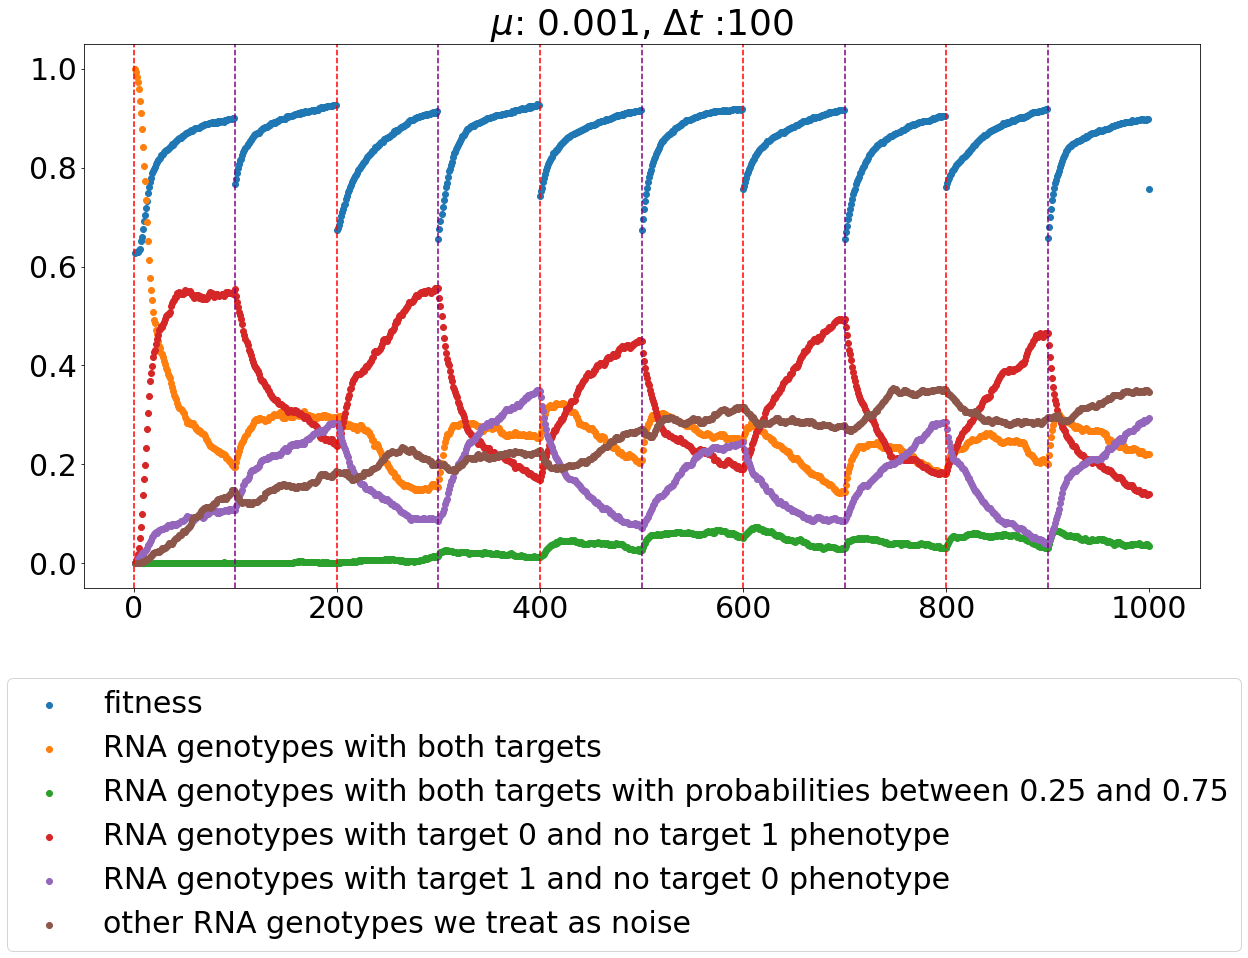 μ: 0.001, Δt :100
1.0
0.8
0.6
0.4
0.2
0.0
0 200 400 600 800 1000
fitness
RNA genotypes with both targets
RNA genotypes with both targets with probabilities between 0.25 and 0.75
RNA genotypes with target 0 and no target 1 phenotype
RNA genotypes with target 1 and no target 0 phenotype
other RNA genotypes we treat as noise